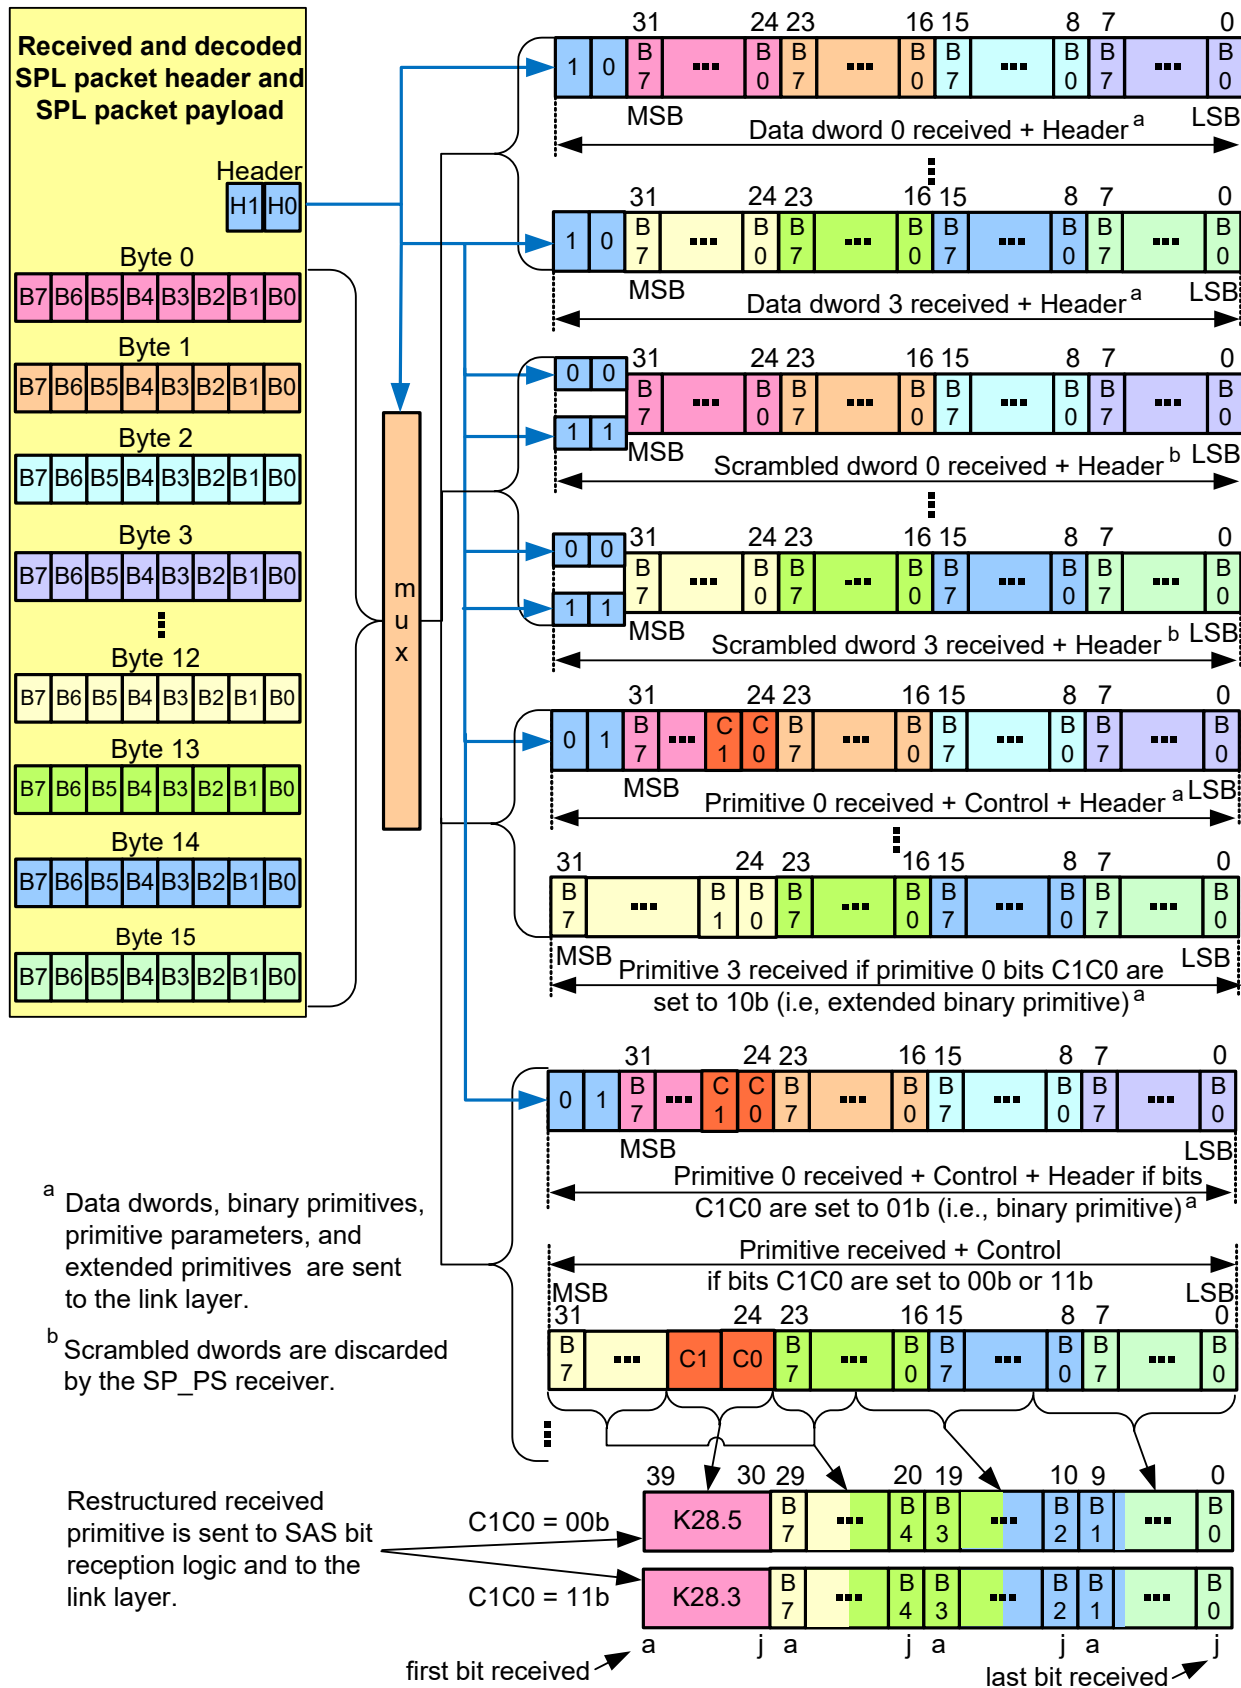 Received and decoded
SPL packet header and
SPL packet payload
Header
H1 H0
Byte 0
B7 B6 B5 B4 B3 B2 B1 B0
Byte 1
B7 B6 B5 B4 B3 B2 B1 B0
Byte 2
B7 B6 B5 B4 B3 B2 B1 B0
Byte 3
B7 B6 B5 B4 B3 B2 B1 B0
Byte 12
B7 B6 B5 B4 B3 B2 B1 B0
Byte 13
B7 B6 B5 B4 B3 B2 B1 B0
Byte 14
B7 B6 B5 B4 B3 B2 B1 B0
Byte 15
B7 B6 B5 B4 B3 B2 B1 B0
mux
31 24 23 16 15 8 7 0
1 0 B7 B0 B7 B0 B7 B0 B7 B0
MSB LSB
Data dword 0 received + Header a
31 24 23 16 15 8 7 0
1 0 B7 B0 B7 B0 B7 B0 B7 B0
MSB LSB
Data dword 3 received + Header a
31 24 23 16 15 8 7 0
0 0
B7 B0 B7 B0 B7 B0 B7 B0
1 1
MSB LSB
Scrambled dword 0 received + Header b
31 24 23 16 15 8 7 0
0 0
B7 B0 B7 B0 B7 B0 B7 B0
1 1
MSB LSB
Scrambled dword 3 received + Header b
31 24 23 16 15 8 7 0
0 1 B7 C1 C0 B7 B0 B7 B0 B7 B0
MSB LSB
Primitive 0 received + Control + Header a
31 24 23 16 15 8 7 0
B7 B1 B0 B7 B0 B7 B0 B7 B0
MSB LSB
Primitive 3 received if primitive 0 bits C1C0 are
set to 10b (i.e, extended binary primitive) a
31 24 23 16 15 8 7 0
0 1 B7 C1 C0 B7 B0 B7 B0 B7 B0
MSB LSB
Primitive 0 received + Control + Header if bits
C1C0 are set to 01b (i.e., binary primitive) a
Primitive received + Control
if bits C1C0 are set to 00b or 11b
MSB LSB
31 24 23 16 15 8 7 0
B7 C1 C0 B7 B0 B7 B0 B7 B0
39 30 29 20 19 10 9 0
C1C0 = 00b
K28.5 B7 B4 B3 B2 B1 B0
C1C0 = 11b
K28.3 B7 B4 B3 B2 B1 B0
a j a j a j a j
first bit received
last bit received
a Data dwords, binary primitives,
primitive parameters, and
extended primitives are sent
to the link layer.
b Scrambled dwords are discarded
by the SP_PS receiver.
Restructured received
primitive is sent to SAS bit
reception logic and to the
link layer.